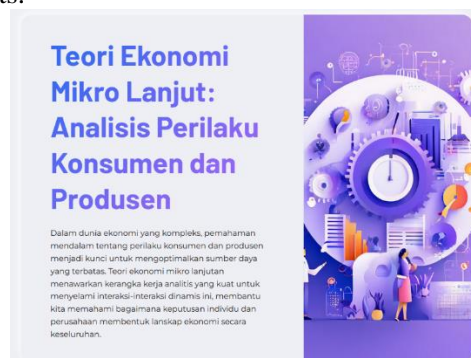 Teori Ekonomi
Mikro Lanjut:
Analisis Perilaku
Konsumen dan
Produsen
Dalam dunia ekonomi yang kompleks, pemahaman
mendalam tentang perilaku konsumen dan produsen
menjadi kunci untuk mengoptimalkan sumber daya
yang terbatas. Teori ekonomi mikro lanjutan
menawarkan kerangka kerja analitis yang kuat untuk
menyelami interaksi-interaksi dinamis ini, membantu
kita memahami bagaimana keputusan individu dan
perusahaan membentuk lanskap ekonomi secara
keseluruhan.